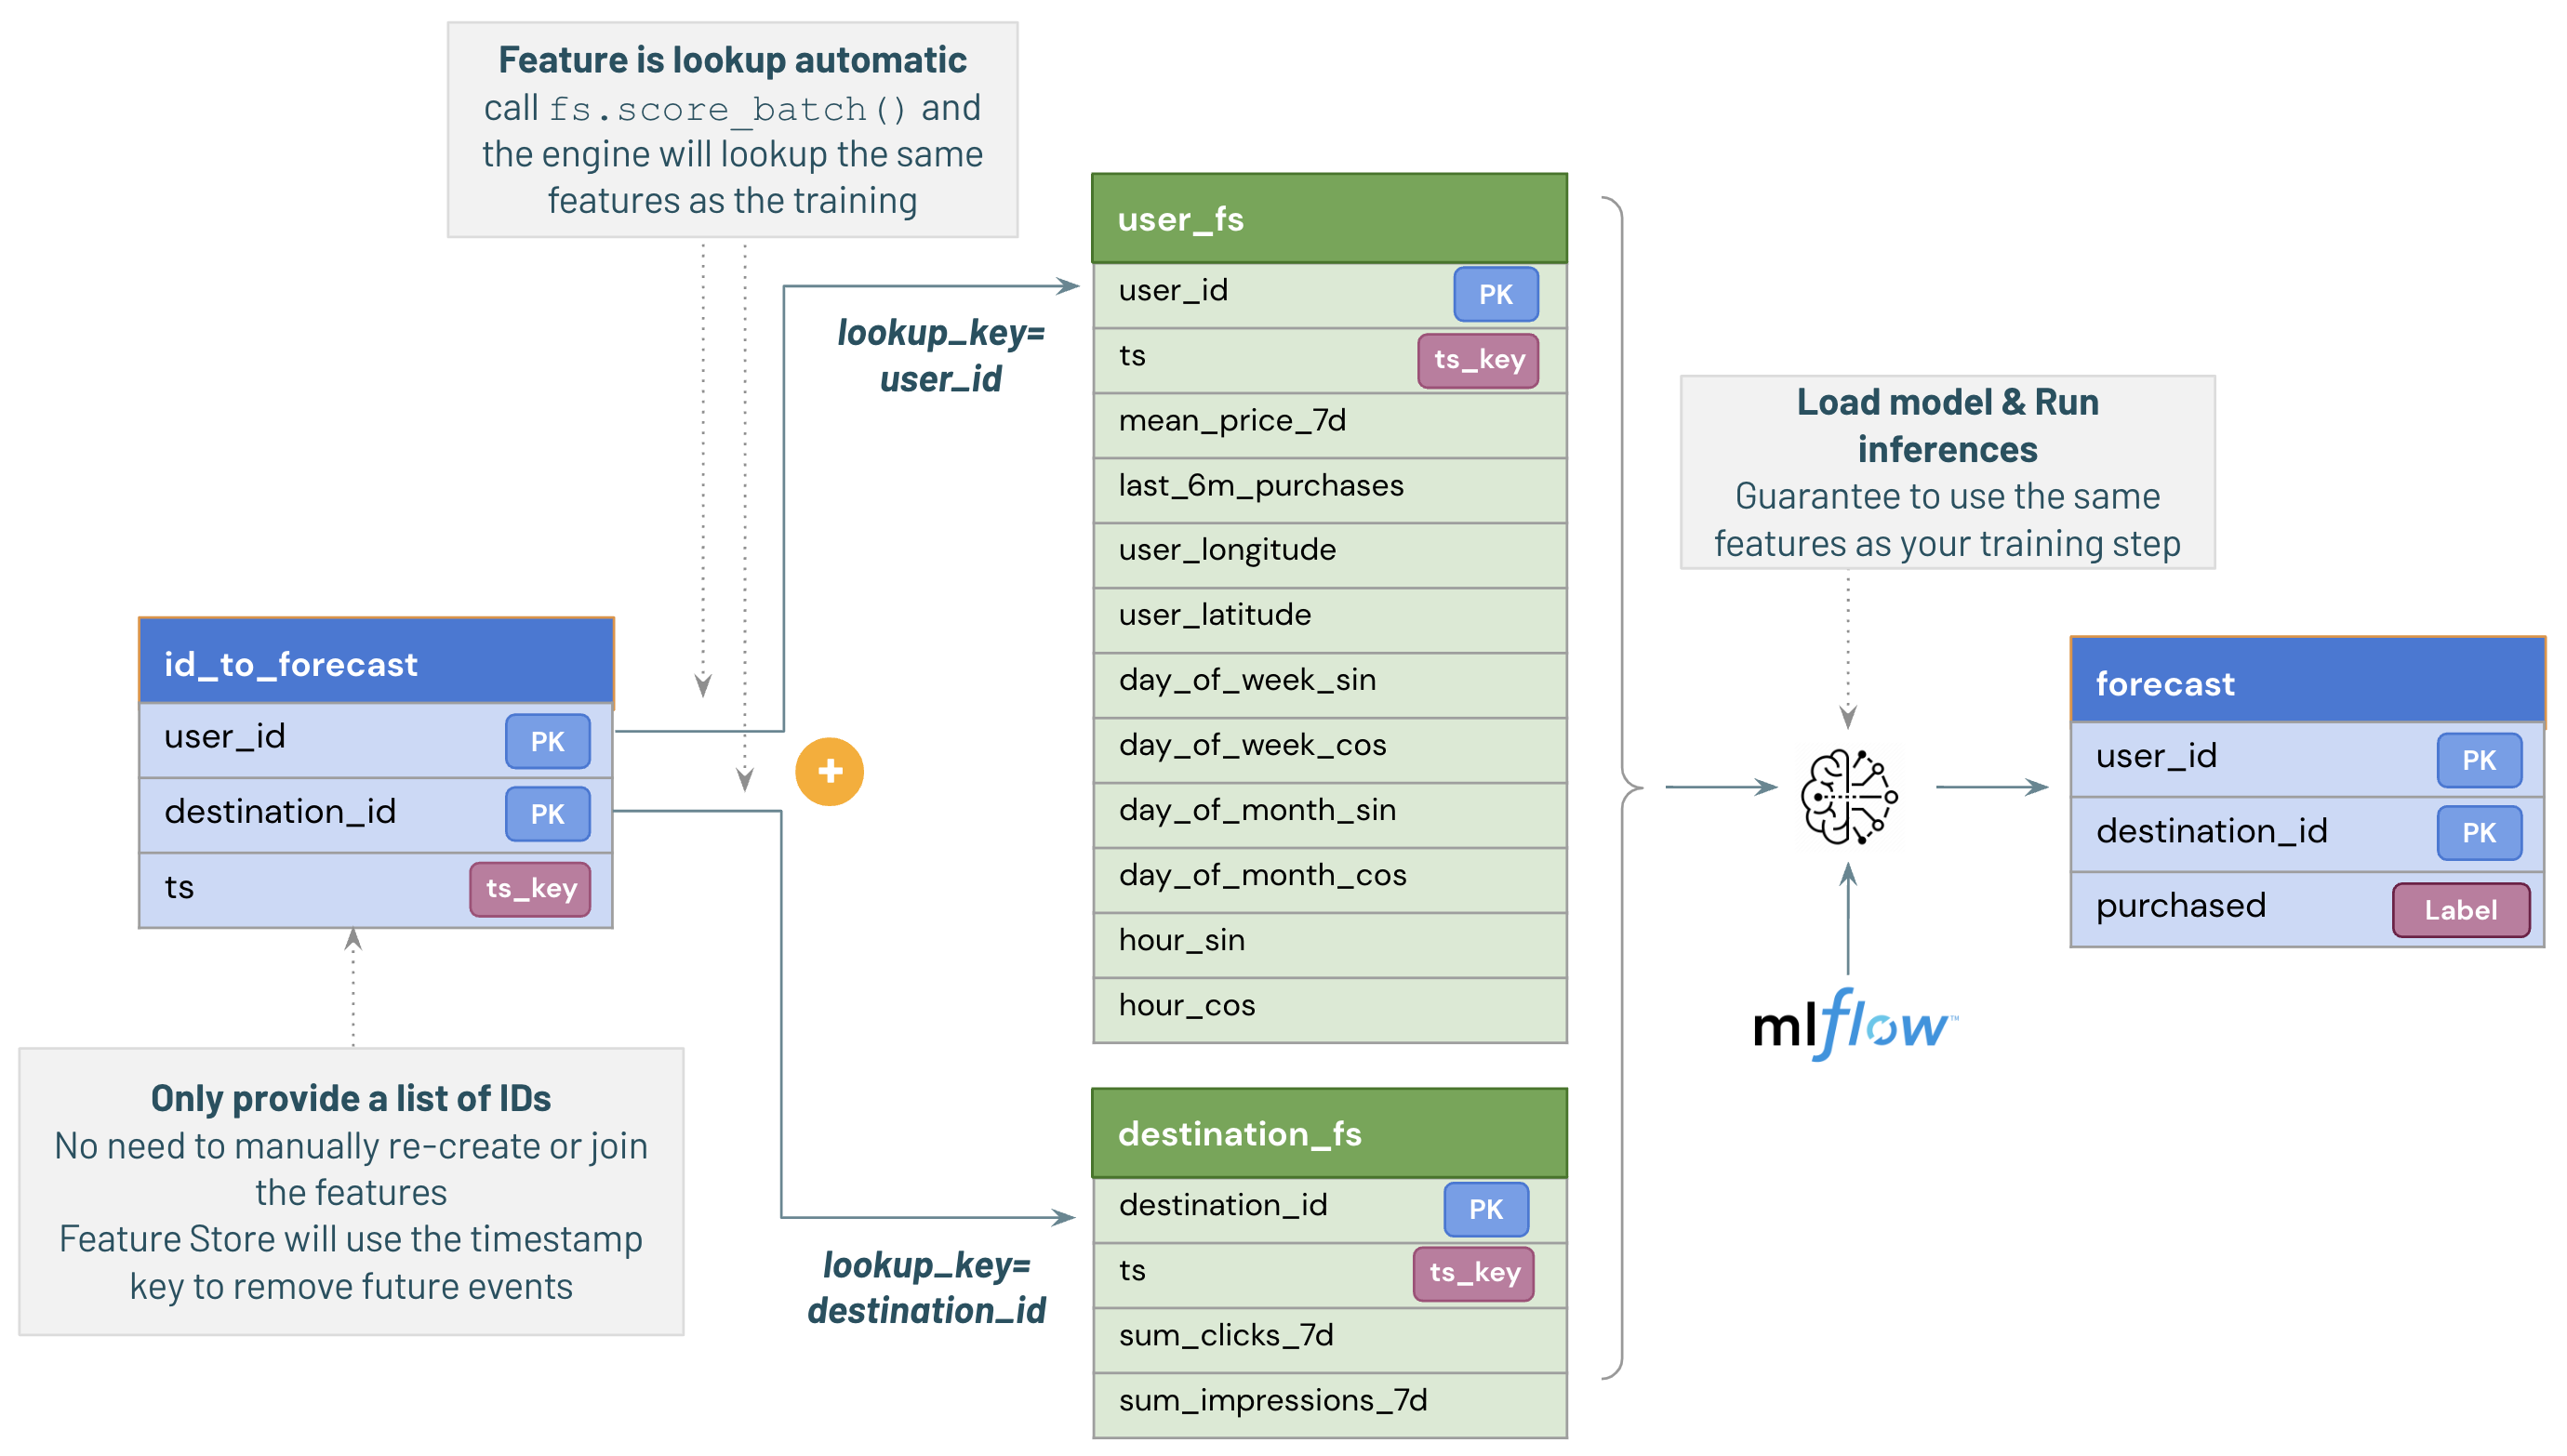 Feature is lookup automatic
call fs.score_batch() and
the engine will lookup the same
features as the training
id_to_forecast
user_id PK
destination_id PK
ts ts_key
Only provide a list of IDs
No need to manually re-create or join
the features
Feature Store will use the timestamp
key to remove future events
lookup_key=
user_id
+
lookup_key=
destination_id
user_fs
user_id PK
ts ts_key
mean_price_7d
last_6m_purchases
user_longitude
user_latitude
day_of_week_sin
day_of_week_cos
day_of_month_sin
day_of_month_cos
hour_sin
hour_cos
destination_fs
destination_id PK
ts ts_key
sum_clicks_7d
sum_impressions_7d
Load model & Run
inferences
Guarantee to use the same
features as your training step
mlflow™
forecast
user_id PK
destination_id PK
purchased Label